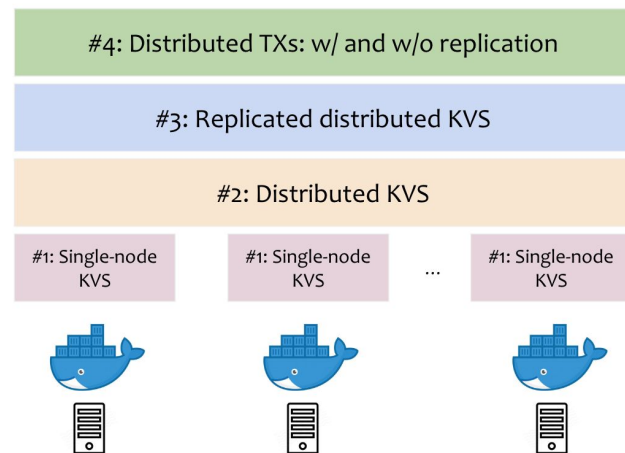 #4: Distributed TXs: w/ and w/o replication
#3: Replicated distributed KVS
#2: Distributed KVS
#1: Single-node
KVS
#1: Single-node
KVS
...
#1: Single-node
KVS